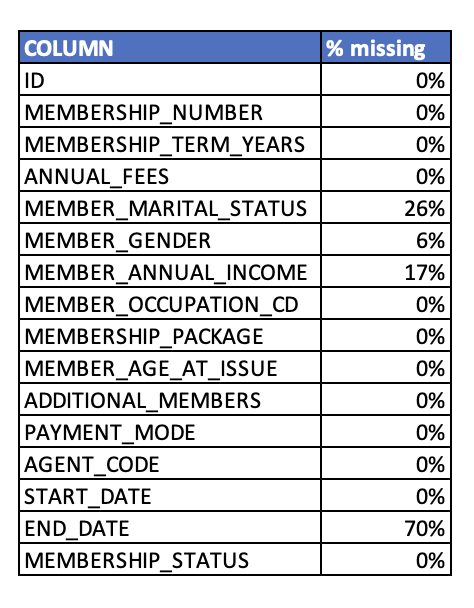 COLUMN % missing
ID 0%
MEMBERSHIP_NUMBER 0%
MEMBERSHIP_TERM_YEARS 0%
ANNUAL_FEES 0%
MEMBER_MARITAL_STATUS 26%
MEMBER_GENDER 6%
MEMBER_ANNUAL_INCOME 17%
MEMBER_OCCUPATION_CD 0%
MEMBERSHIP_PACKAGE 0%
MEMBER_AGE_AT_ISSUE 0%
ADDITIONAL_MEMBERS 0%
PAYMENT_MODE 0%
AGENT_CODE 0%
START_DATE 0%
END_DATE 70%
MEMBERSHIP_STATUS 0%